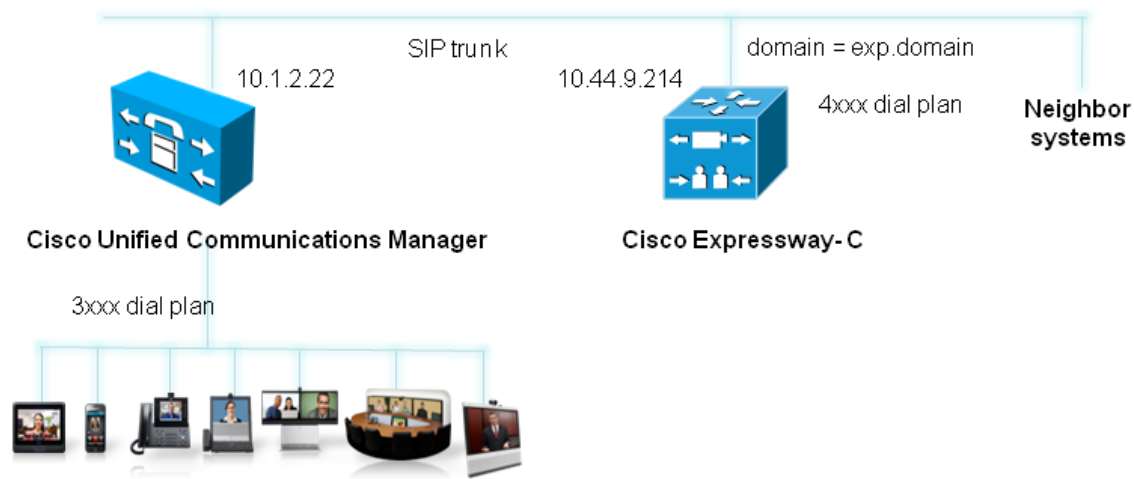 SIP trunk
domain = exp.domain
10.1.2.22
10.44.9.214
4xxx dial plan
Neighbor
systems
Cisco Unified Communications Manager
Cisco Expressway-C
3xxx dial plan